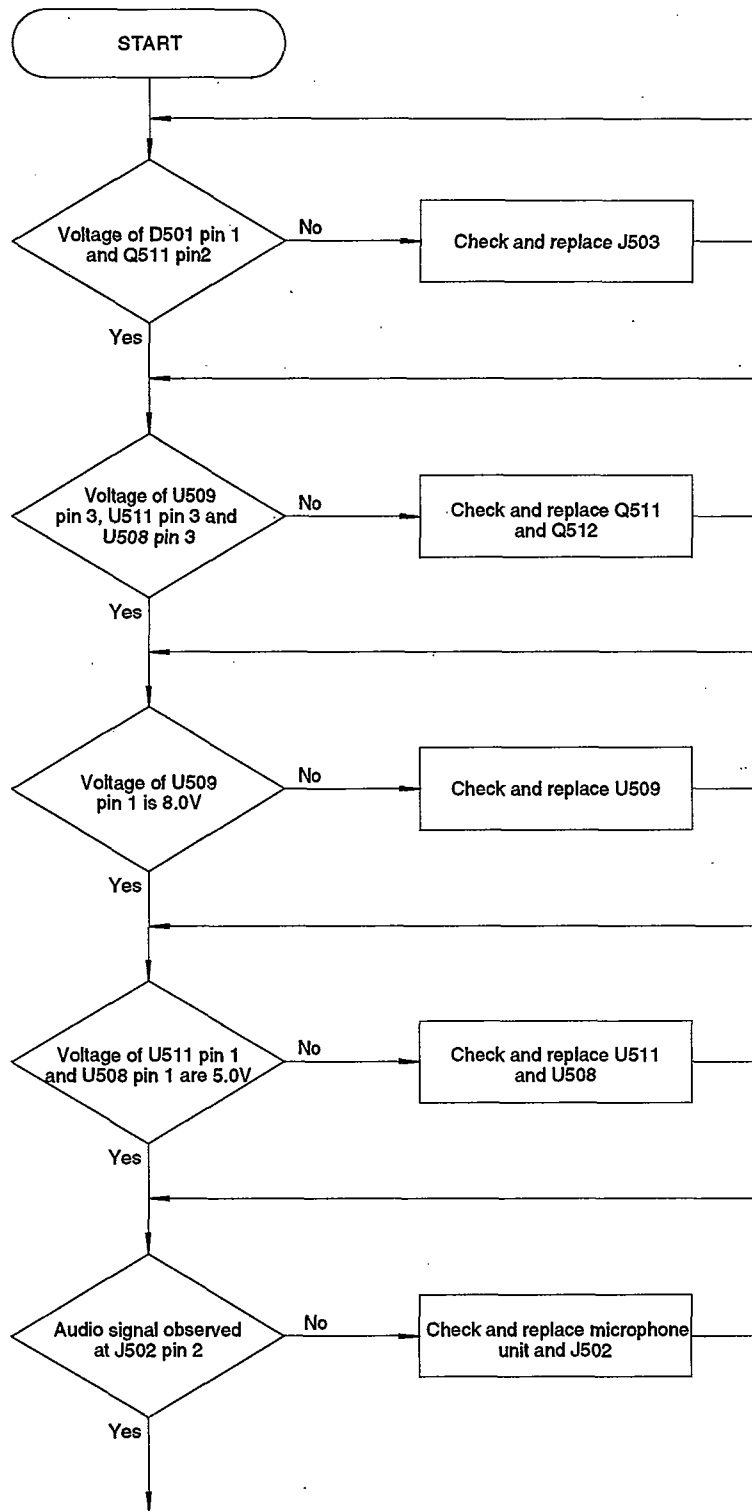 START
Voltage of D501 pin 1
and Q511 pin2
No
Check and replace J503
Yes
Voltage of U509
pin 3, U511 pin 3 and
U508 pin 3
No
Check and replace Q511
and Q512
Yes
Voltage of U509
pin 1 is 8.0V
No
Check and replace U509
Yes
Voltage of U511 pin 1
and U508 pin 1 are 5.0V
No
Check and replace U511
and U508
Yes
Audio signal observed
at J502 pin 2
No
Check and replace microphone
unit and J502
Yes